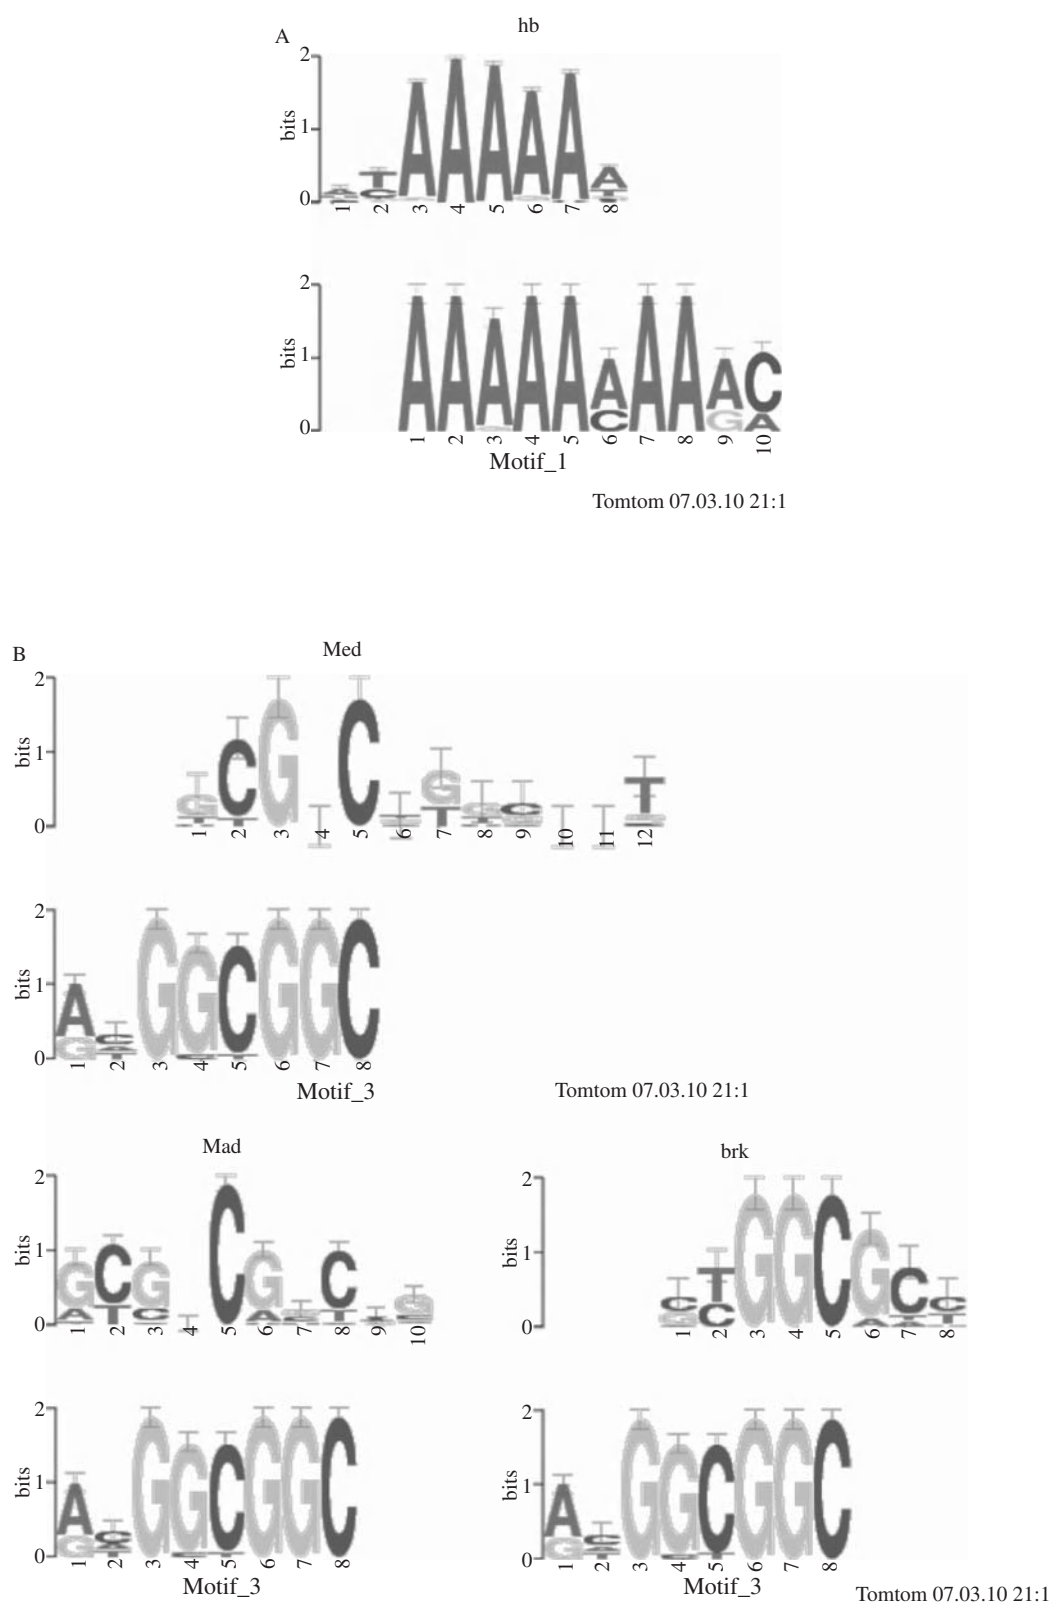 A
hb
bits
2
1
0
A
T
C
A
A
A
A
A
A
1 2 3 4 5 6 7 8
bits
2
1
0
A A A A A A A A A C
C G A
1 2 3 4 5 6 7 8 9 10
Motif_1
Tomtom 07.03.10 21:1
B
Med
bits
2
1
0
G C G C G G C T
T
1 2 3 4 5 6 7 8 9 10 11 12
bits
2
1
0
A C G G C G G C
G A
1 2 3 4 5 6 7 8
Motif_3
Tomtom 07.03.10 21:1
Mad
bits
2
1
0
G C G C G C G
A T C A T
1 2 3 4 5 6 7 8 9 10
bits
2
1
0
A C G G C G G C
G A
1 2 3 4 5 6 7 8
Motif_3
brk
bits
2
1
0
C T G G C G C C
G C A T
1 2 3 4 5 6 7 8
bits
2
1
0
A C G G C G G C
G A
1 2 3 4 5 6 7 8
Motif_3
Tomtom 07.03.10 21:1